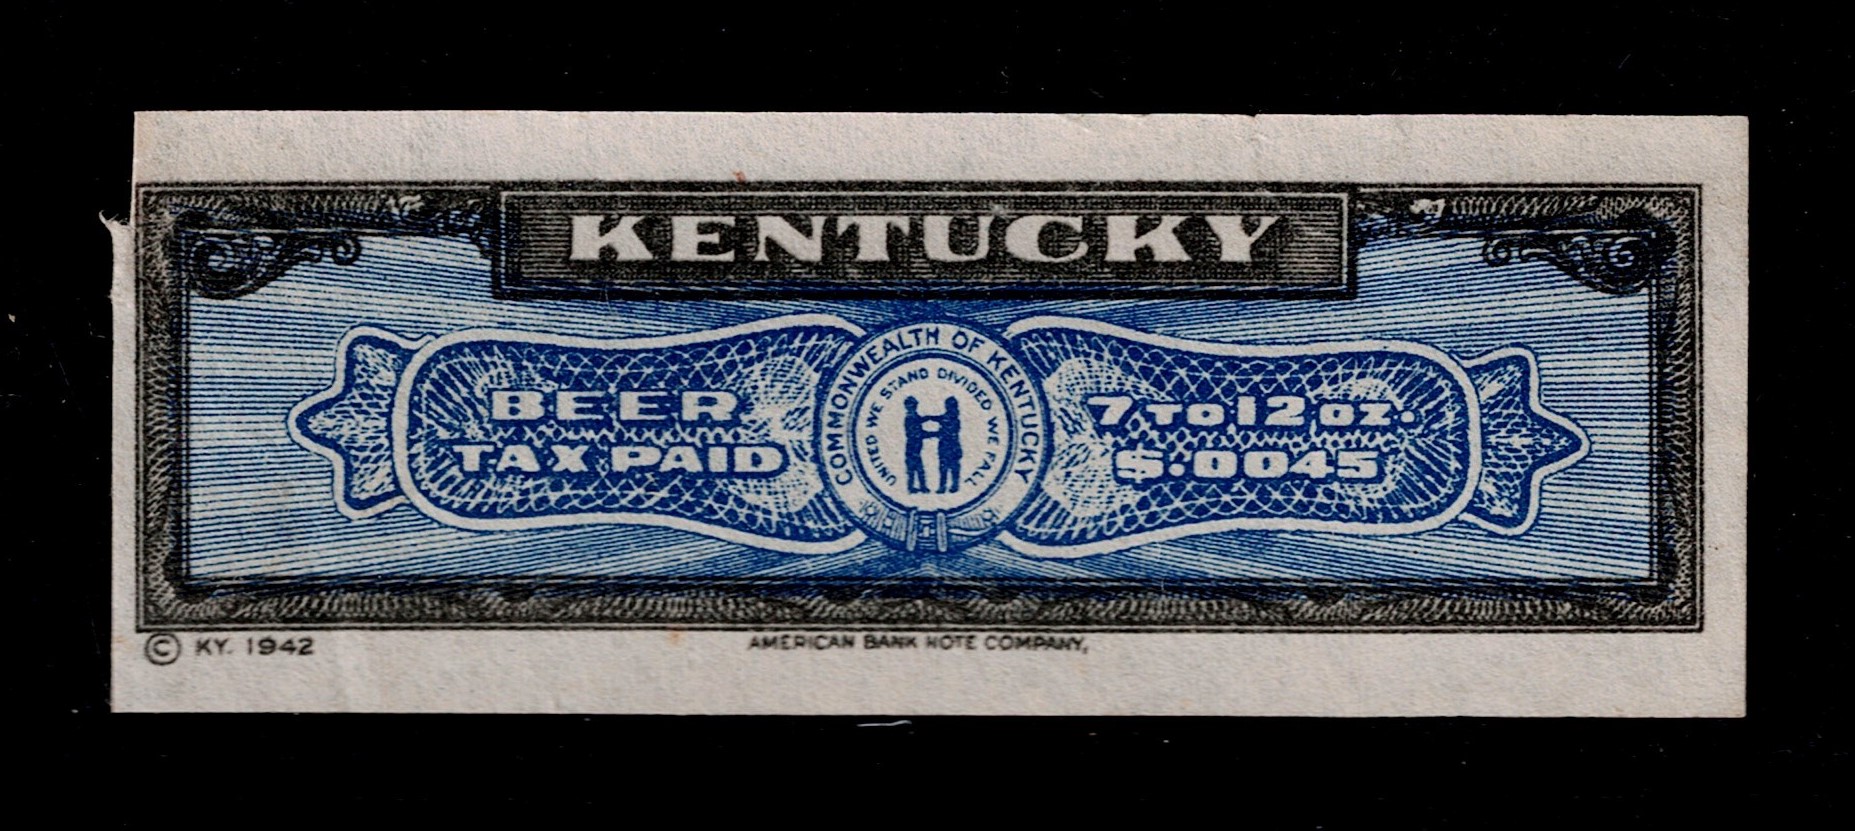 KENTUCKY
BEER
TAX PAID
COMMONWEALTH OF KENTUCKY
UNITED WE STAND DIVIDED WE FALL
7 TO 12 OZ.
$.0045
© KY. 1942
AMERICAN BANK NOTE COMPANY,